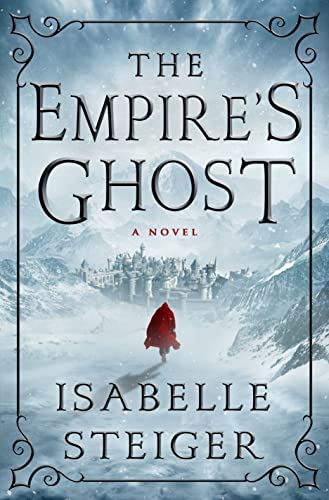 THE
EMPIRE'S
GHOST
A NOVEL
ISABELLE
STEIGER